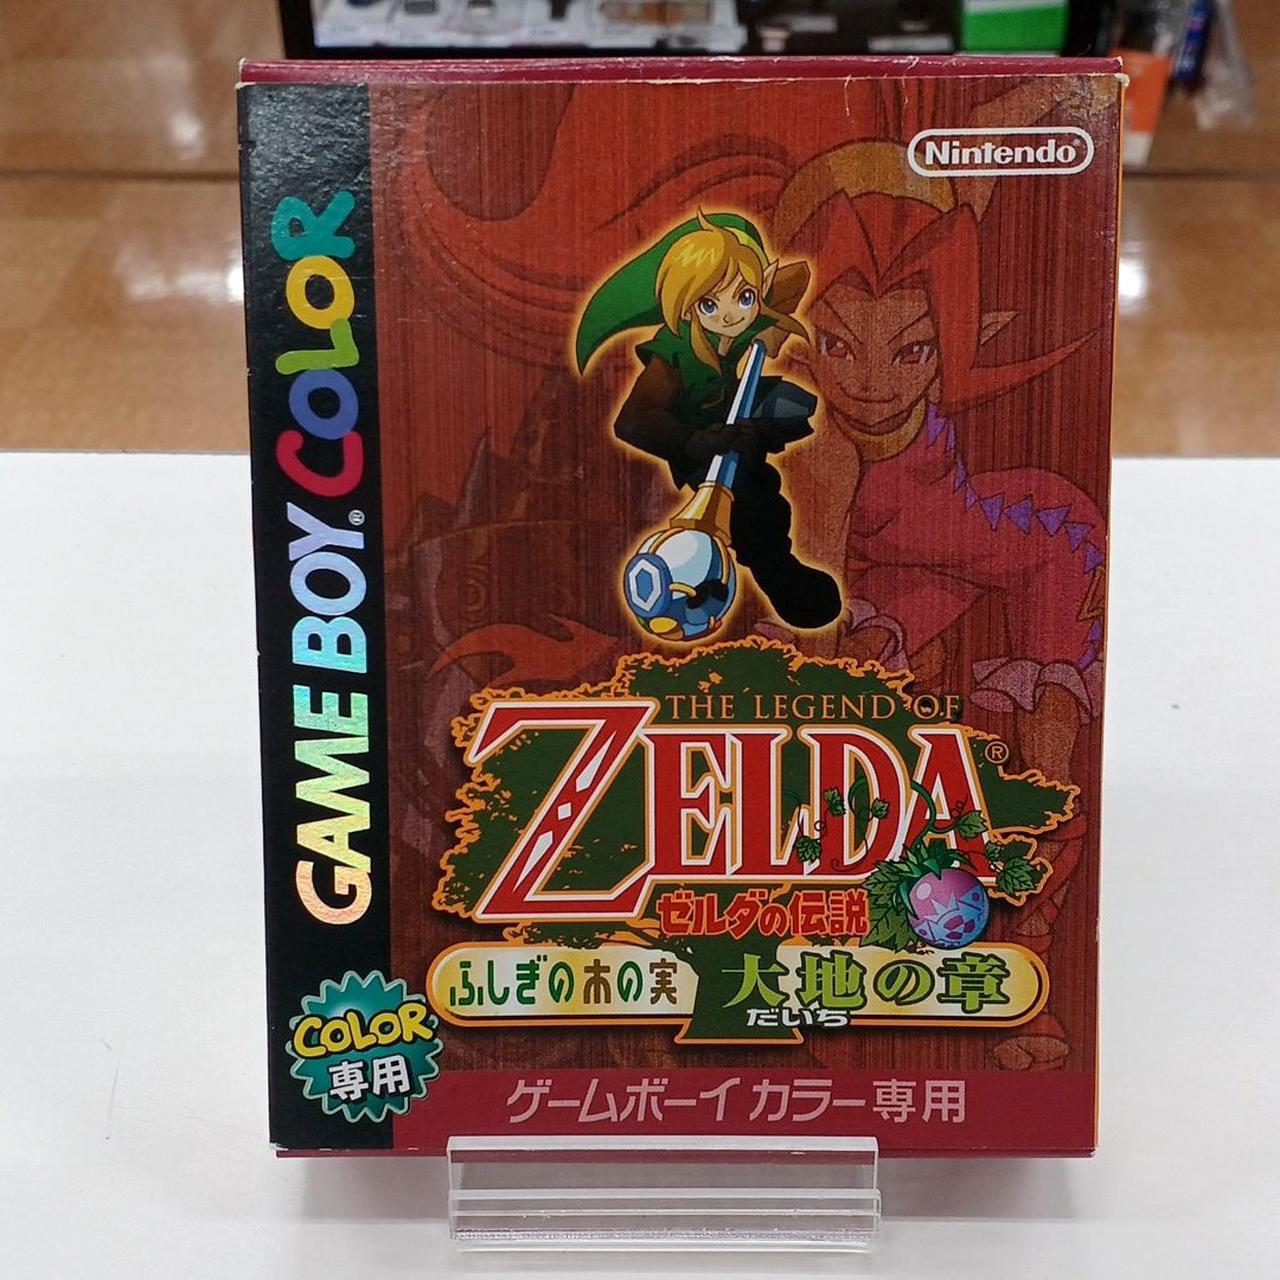 Nintendo®
GAME BOY® COLOR
THE LEGEND OF
ZELDA®
ゼルダの伝説
ふしぎの木の実 大地の章
だいち
COLOR
専用
ゲームボーイ カラー専用